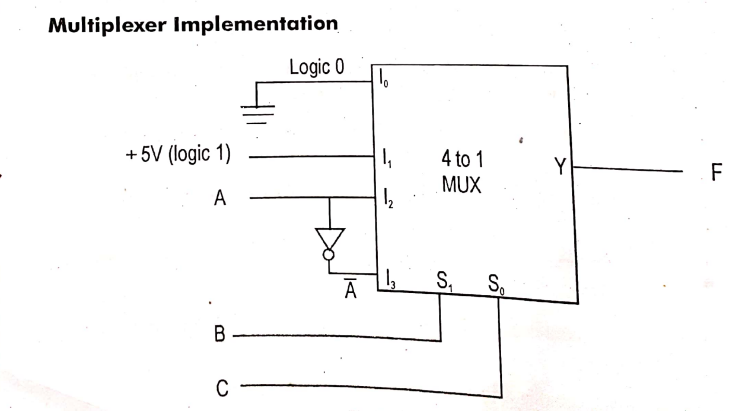 Multiplexer Implementation
Logic 0
I₀
+ 5V (logic 1)
I₁
4 to 1
MUX
Y
F
A
I₂
A̅
I₃
S₁
S₀
B
C